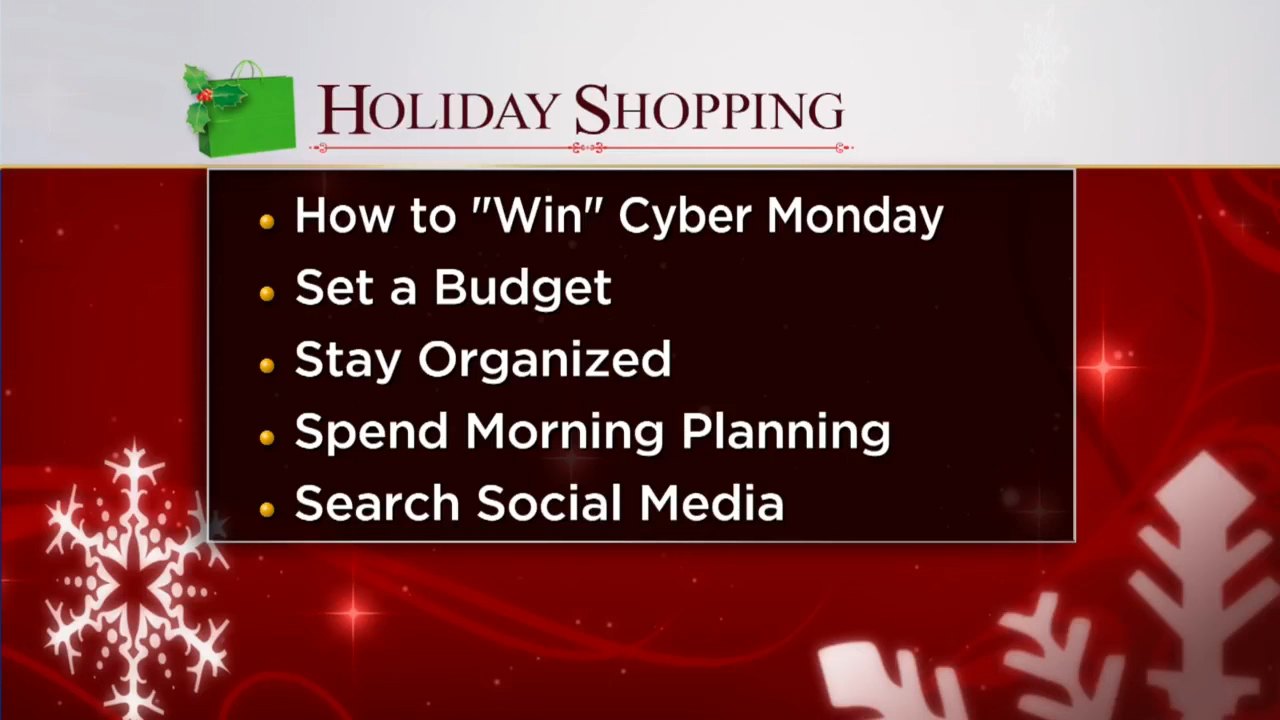 HOLIDAY SHOPPING
How to "Win" Cyber Monday
Set a Budget
Stay Organized
Spend Morning Planning
Search Social Media